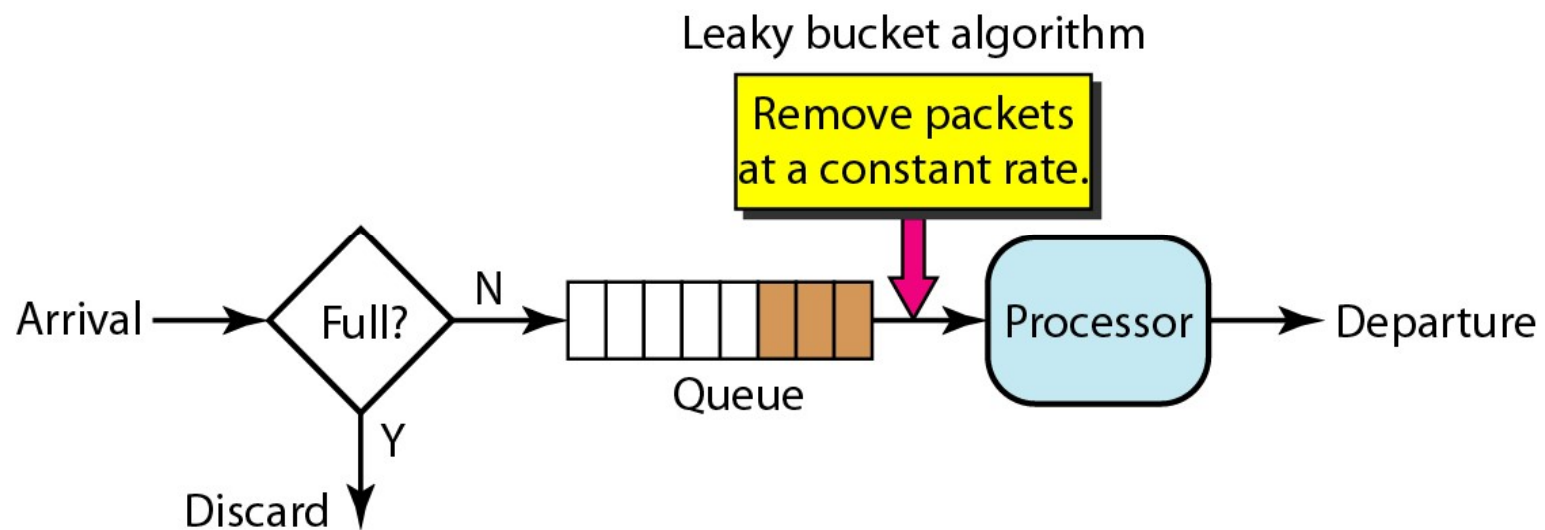 Leaky bucket algorithm
Remove packets
at a constant rate.
Arrival
Full?
N
Y
Discard
Queue
Processor
Departure